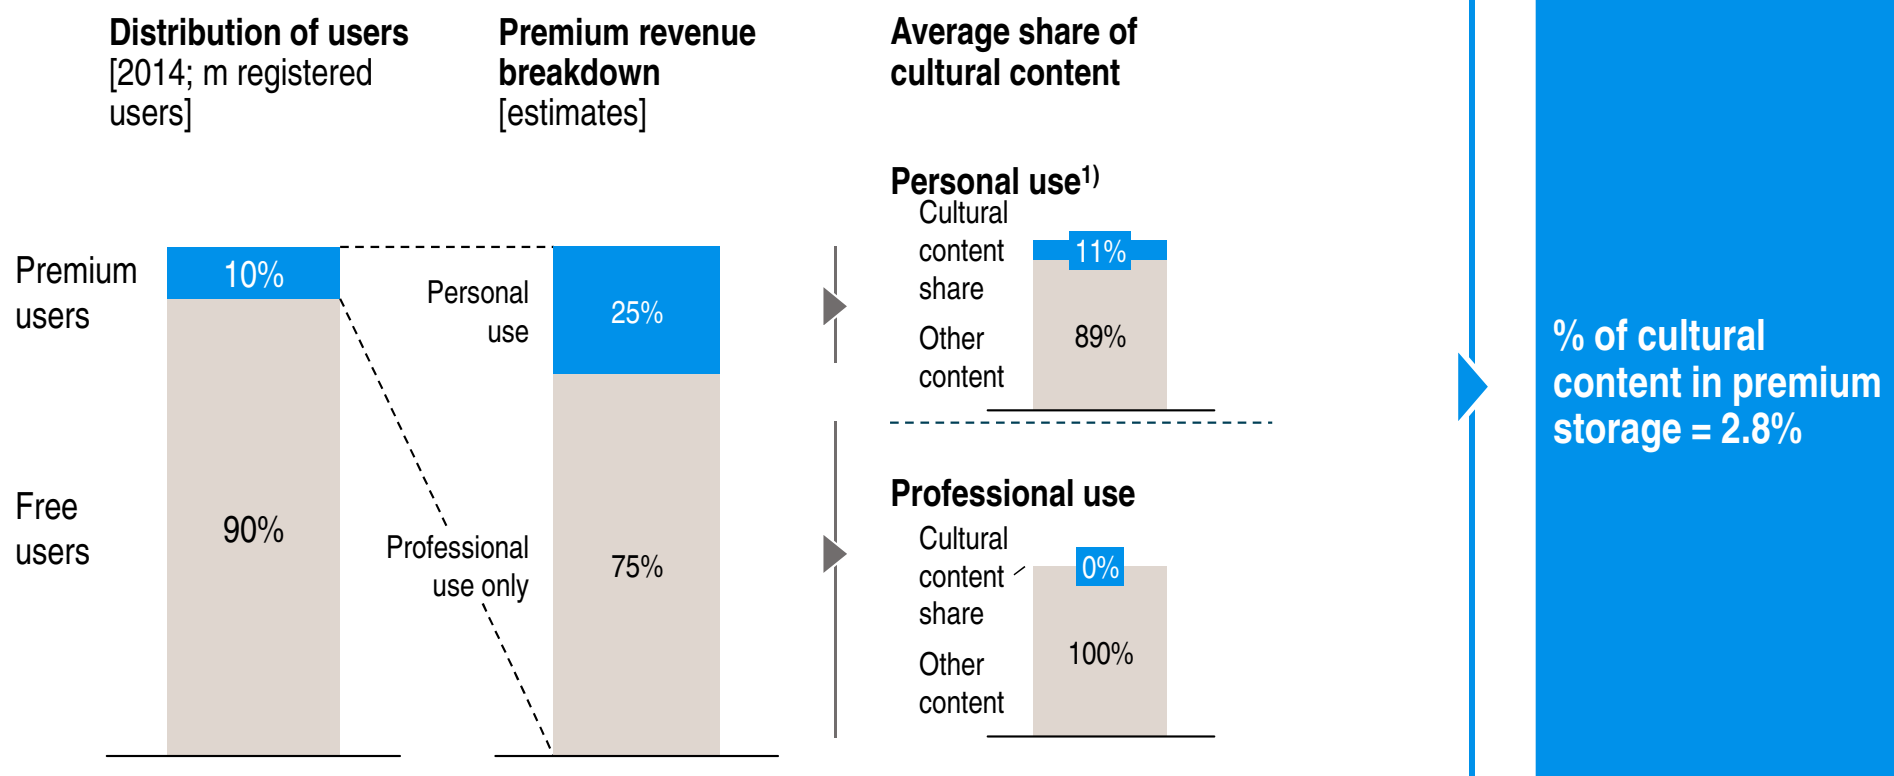 Distribution of users
[2014; m registered
users]
Premium revenue
breakdown
[estimates]
Average share of
cultural content
Premium
users
10%
Free
users
90%
Personal
use
25%
Professional
use only
75%
Personal use1)
Cultural
content
share
11%
Other
content
89%
Professional use
Cultural
content
share
0%
Other
content
100%
% of cultural
content in premium
storage = 2.8%